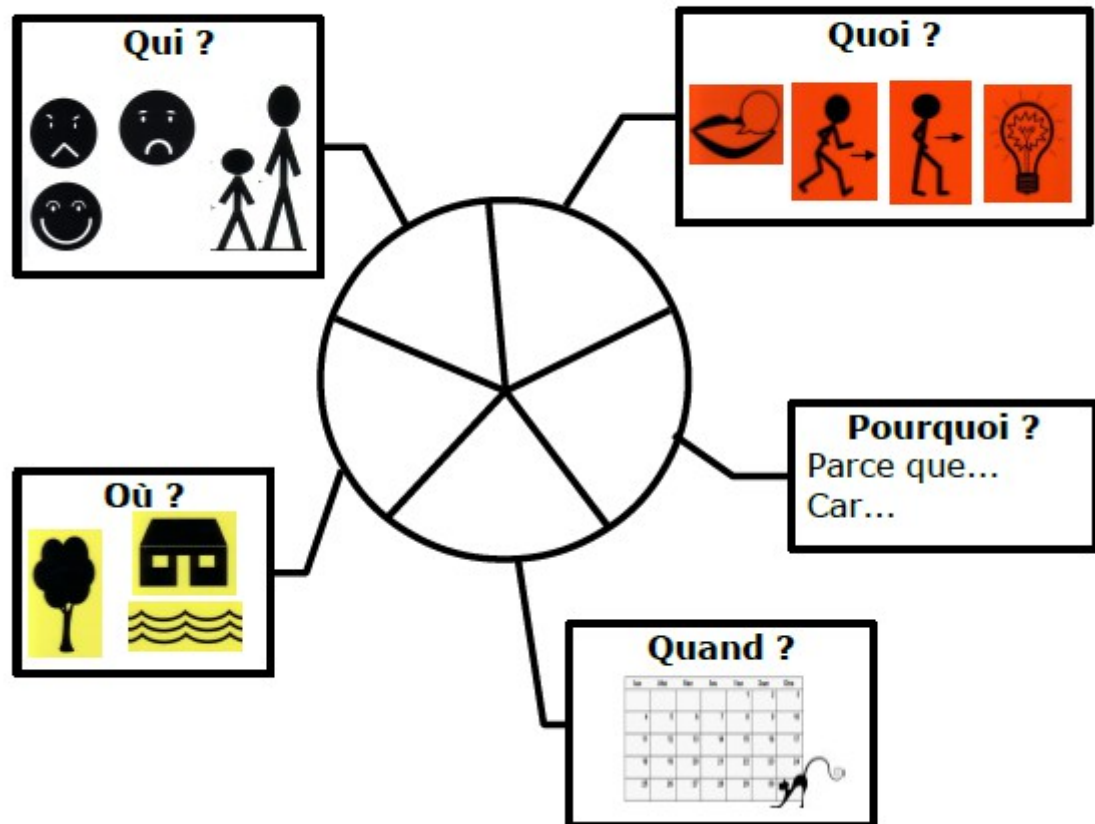 Qui ?
Quoi ?
Pourquoi ?
Parce que...
Car...
Où ?
Quand ?